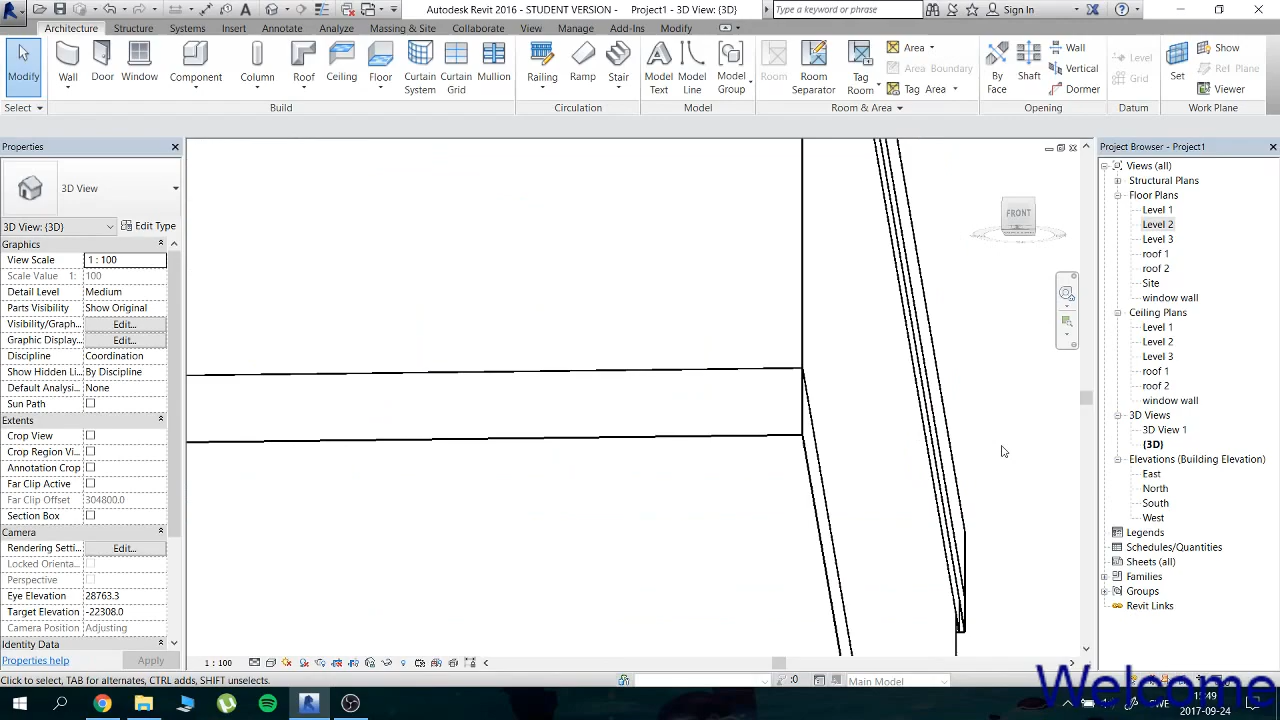 Autodesk Revit 2016 - STUDENT VERSION - Project1 - 3D View: {3D}
Type a keyword or phrase
Sign In
Architecture Structure Systems Insert Annotate Analyze Massing & Site Collaborate View Manage Add-Ins Modify
Modify Wall Door Window Component Column Roof Ceiling Floor Curtain System Curtain Grid Mullion Railing Ramp Stair Model Text Model Line Model Group Room Room Separator Tag Room Area Area Boundary Tag Area By Face Shaft Wall Vertical Dormer Level Grid Set Show Ref Plane Viewer
Select Build Circulation Model Room & Area Opening Datum Work Plane
Properties
3D View
3D View: {3D} Edit Type
Graphics
View Scale 1 : 100
Scale Value 1: 100
Detail Level Medium
Parts Visibility Show Original
Visibility/Graph... Edit...
Graphic Display... Edit...
Discipline Coordination
Show Hidden Li... By Discipline
Default Analysi... None
Sun Path
Extents
Crop View
Crop Region Vi...
Annotation Crop
Far Clip Active
Far Clip Offset 304800.0
Section Box
Camera
Rendering Setti... Edit...
Locked Orienta...
Perspective
Eye Elevation 28763.3
Target Elevation -22308.0
Camera Position Adjusting
Identity Data
Properties help Apply
FRONT
Project Browser - Project1
Views (all)
Structural Plans
Floor Plans
Level 1
Level 2
Level 3
roof 1
roof 2
Site
window wall
Ceiling Plans
Level 1
Level 2
Level 3
roof 1
roof 2
window wall
3D Views
3D View 1
{3D}
Elevations (Building Elevation)
East
North
South
West
Legends
Schedules/Quantities
Sheets (all)
Families
Groups
Revit Links
1 : 100
Click to select, TAB for alternates, CTRL adds, SHIFT unselects.
:0
Main Model
Welcome
15:49
SWE
2017-09-24